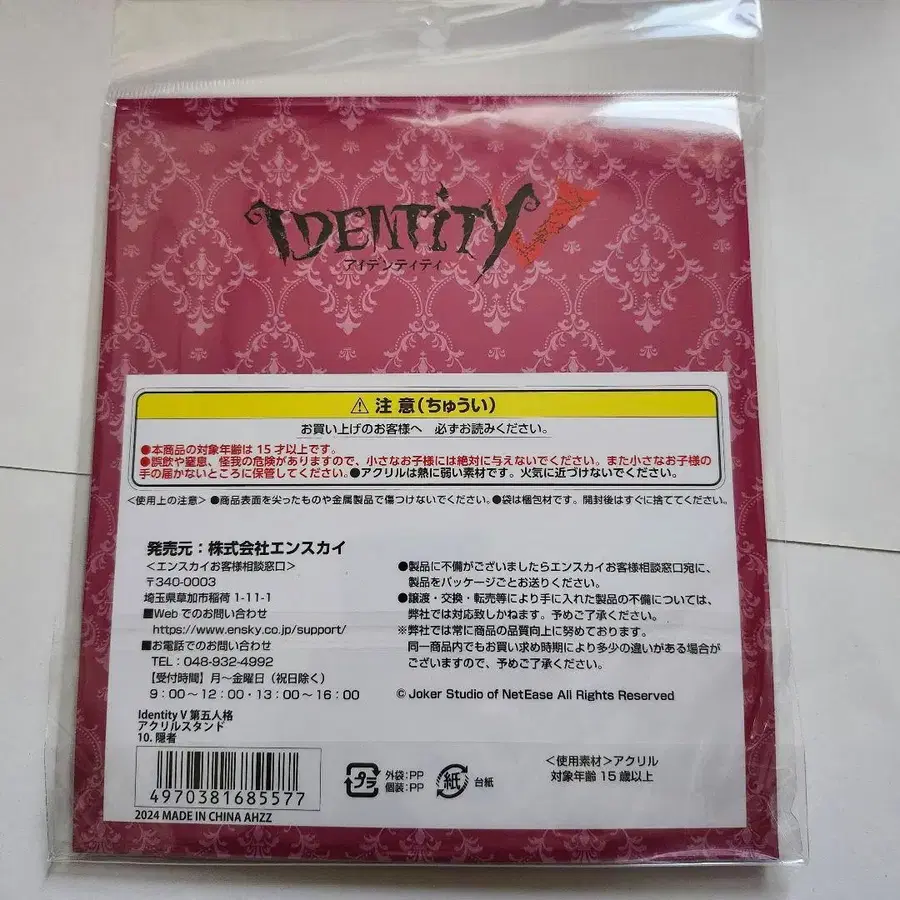 IDENTITY V
アイデンティティ
⚠ 注意(ちゅうい)
お買い上げのお客様へ 必ずお読みください。
●本商品の対象年齢は 15 才以上です。
●誤飲や窒息、怪我の危険がありますので、小さなお子様には絶対に与えないでください。また小さなお子様の
手の届かないところに保管してください。●アクリルは熱に弱い素材です。火気に近づけないでください。
<使用上の注意> ●商品表面を尖ったものや金属製品で傷つけないでください。●袋は梱包材です。開封後はすぐに捨ててください。
発売元:株式会社エンスカイ
<エンスカイお客様相談窓口>
〒340-0003
埼玉県草加市稲荷 1-11-1
■Web でのお問い合わせ
https://www.ensky.co.jp/support/
■お電話でのお問い合わせ
TEL:048-932-4992
【受付時間】月~金曜日(祝日除く)
9:00~12:00・13:00~16:00
●製品に不備がございましたらエンスカイお客様相談窓口宛に、
製品をパッケージごとお送りください。
●譲渡・交換・転売等により手に入れた製品の不備については、
弊社では対応致しかねます。予めご了承ください。
※弊社では常に商品の品質向上に努めております。
同一商品内でもお買い求め時期により多少の違いがある場合が
ございますので、予めご了承ください。
© Joker Studio of NetEase All Rights Reserved
Identity V 第五人格
アクリルスタンド
10. 隠者
4970381685577
2024 MADE IN CHINA AHZZ
プラ
外袋:PP
個装:PP
紙
台紙
<使用素材>アクリル
対象年齢 15 歳以上